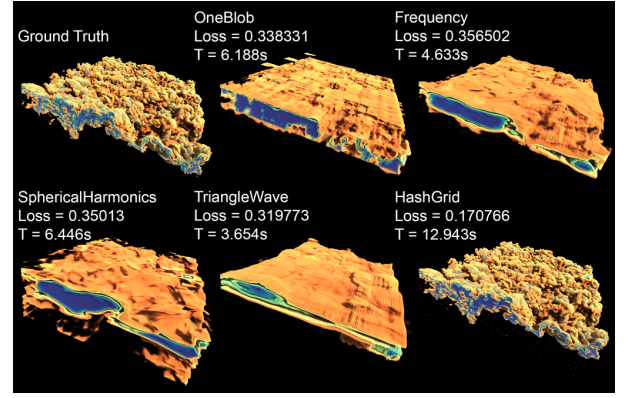 Ground Truth
OneBlob
Loss = 0.338331
T = 6.188s
Frequency
Loss = 0.356502
T = 4.633s
SphericalHarmonics
Loss = 0.35013
T = 6.446s
TriangleWave
Loss = 0.319773
T = 3.654s
HashGrid
Loss = 0.170766
T = 12.943s